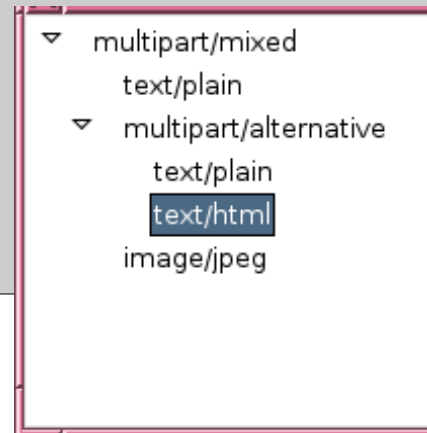 multipart/mixed
text/plain
multipart/alternative
text/plain
text/html
image/jpeg